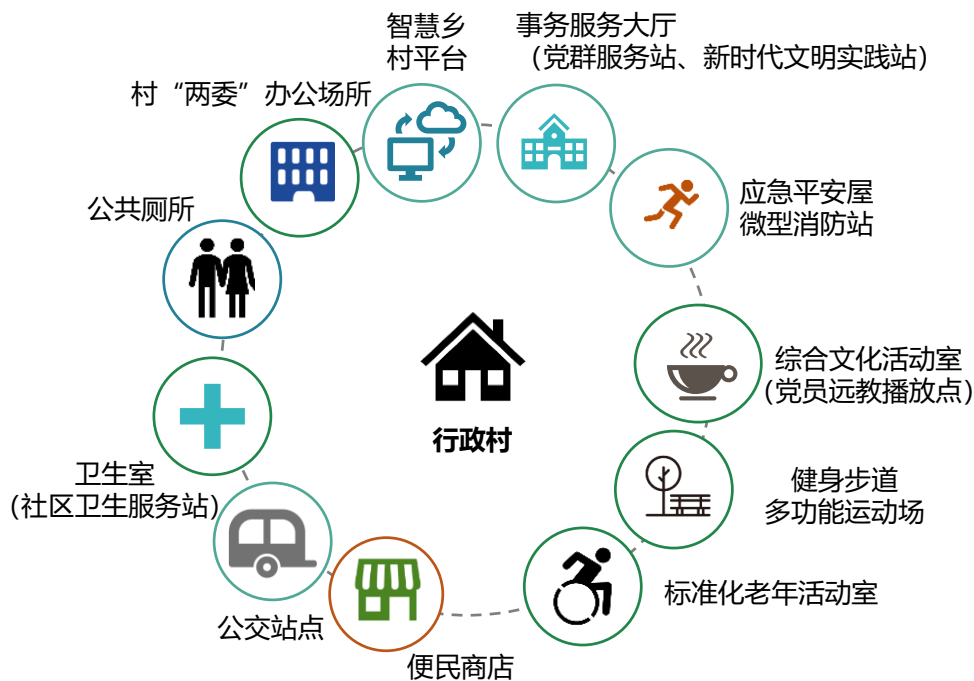 智慧乡
村平台
事务服务大厅
（党群服务站、新时代文明实践站）
村“两委”办公场所
应急平安屋
微型消防站
公共厕所
综合文化活动室
（党员远教播放点）
行政村
卫生室
（社区卫生服务站）
健身步道
多功能运动场
标准化老年活动室
公交站点
便民商店